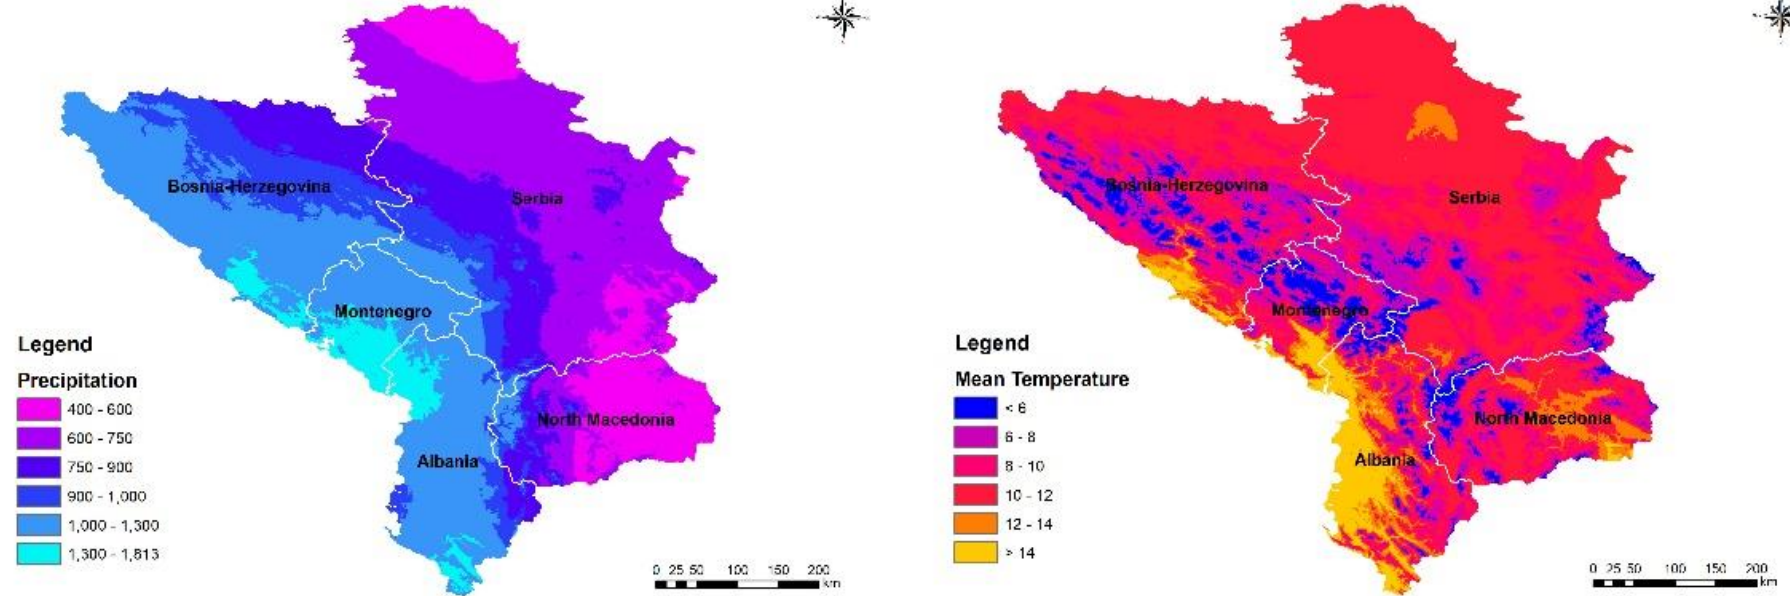 Bosnia-Herzegovina
Serbia
Montenegro
North Macedonia
Albania
Legend
Precipitation
400 - 600
600 - 750
750 - 900
900 - 1,000
1,000 - 1,300
1,300 - 1,813
0 25 50 100 150 200
km
Bosnia-Herzegovina
Serbia
Montenegro
North Macedonia
Albania
Legend
Mean Temperature
< 6
6 - 8
8 - 10
10 - 12
12 - 14
> 14
0 25 50 100 150 200
km